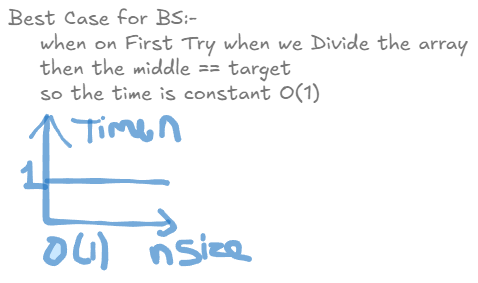 Best Case for BS:-
when on First Try when we Divide the array
then the middle == target
so the time is constant O(1)
Time n
1
O(1) n size